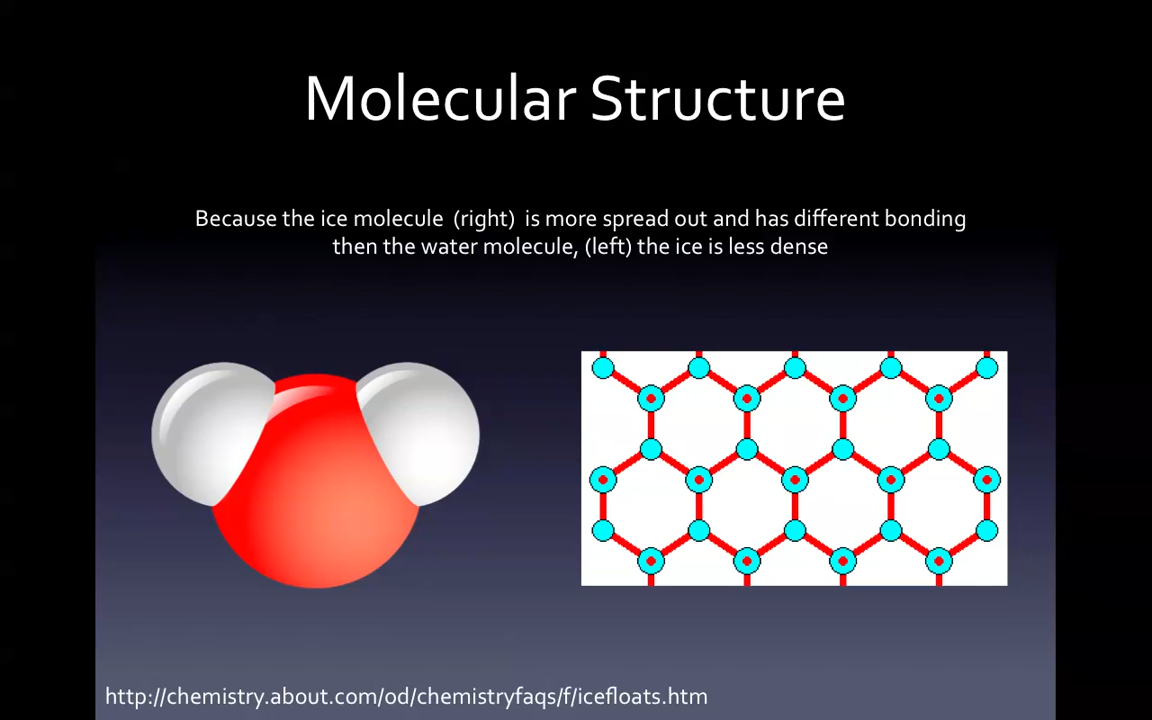 Molecular Structure
Because the ice molecule (right) is more spread out and has different bonding
then the water molecule, (left) the ice is less dense
http://chemistry.about.com/od/chemistryfaqs/f/icefloats.htm